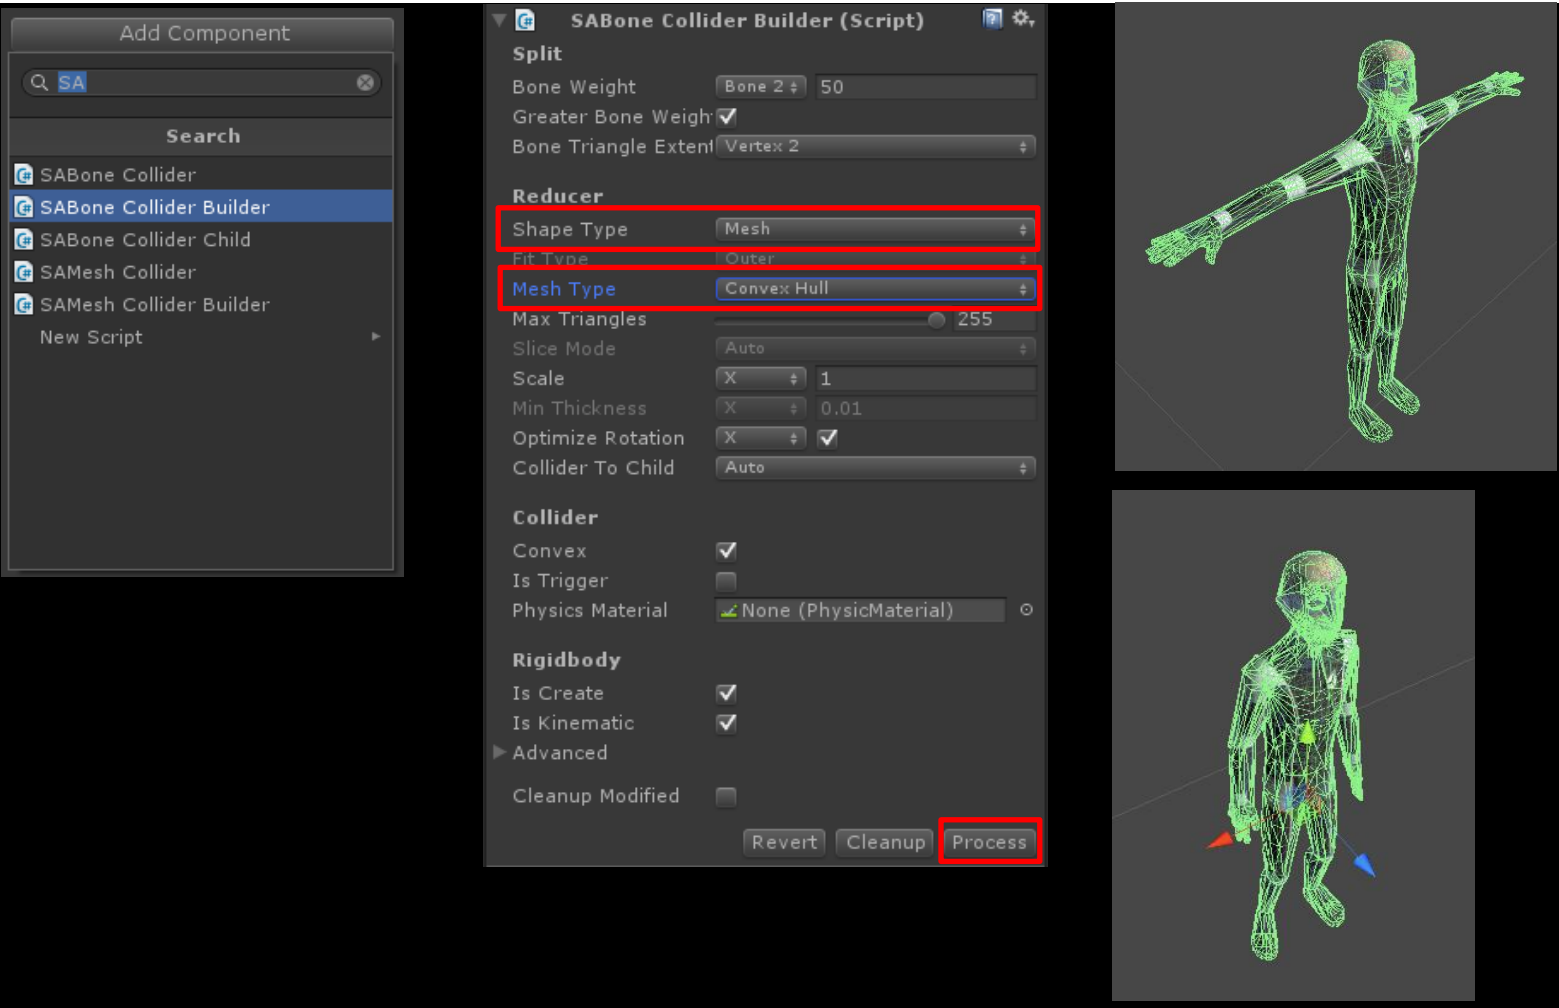 Add Component
SA
Search
SABone Collider
SABone Collider Builder
SABone Collider Child
SAMesh Collider
SAMesh Collider Builder
New Script
SABone Collider Builder (Script)
Split
Bone Weight Bone 2 50
Greater Bone Weigh
Bone Triangle Extent Vertex 2
Reducer
Shape Type Mesh
Fit Type Outer
Mesh Type Convex Hull
Max Triangles 255
Slice Mode Auto
Scale X 1
Min Thickness X 0.01
Optimize Rotation X
Collider To Child Auto
Collider
Convex
Is Trigger
Physics Material None (PhysicMaterial)
Rigidbody
Is Create
Is Kinematic
Advanced
Cleanup Modified
Revert Cleanup Process